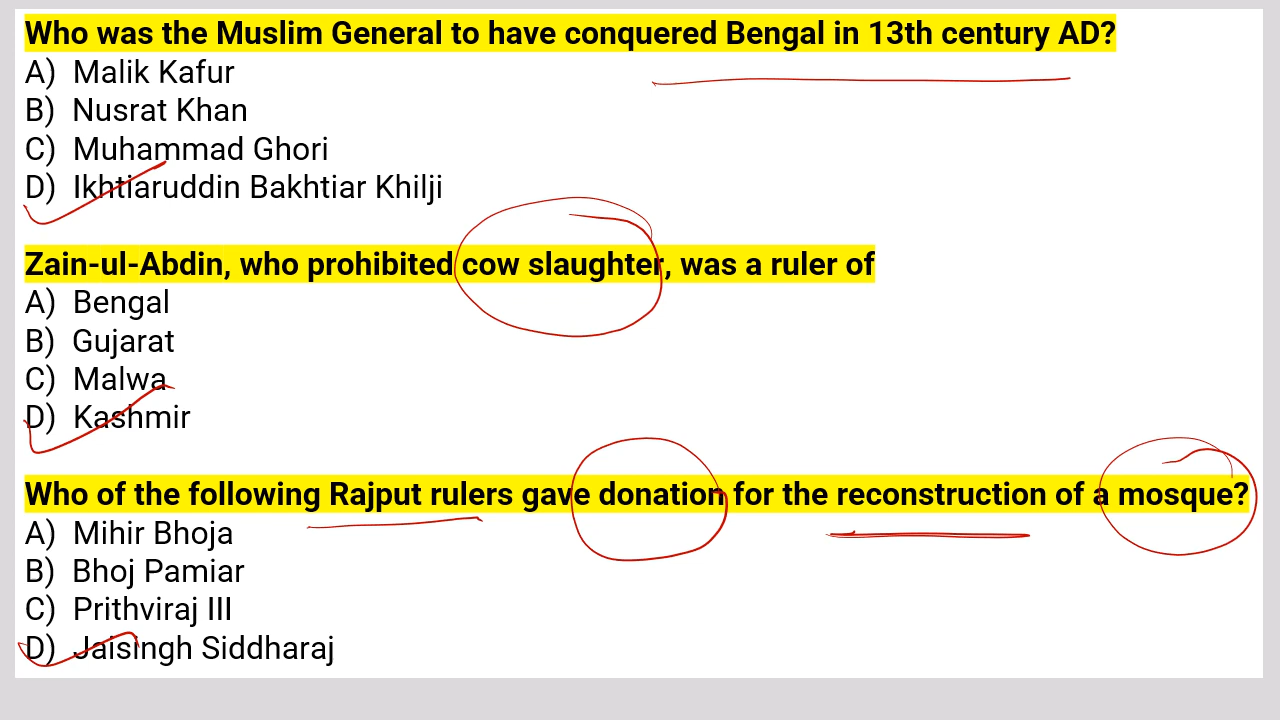 Who was the Muslim General to have conquered Bengal in 13th century AD?
A) Malik Kafur
B) Nusrat Khan
C) Muhammad Ghori
D) Ikhtiaruddin Bakhtiar Khilji
Zain-ul-Abdin, who prohibited cow slaughter, was a ruler of
A) Bengal
B) Gujarat
C) Malwa
D) Kashmir
Who of the following Rajput rulers gave donation for the reconstruction of a mosque?
A) Mihir Bhoja
B) Bhoj Pamiar
C) Prithviraj III
D) Jaisingh Siddharaj